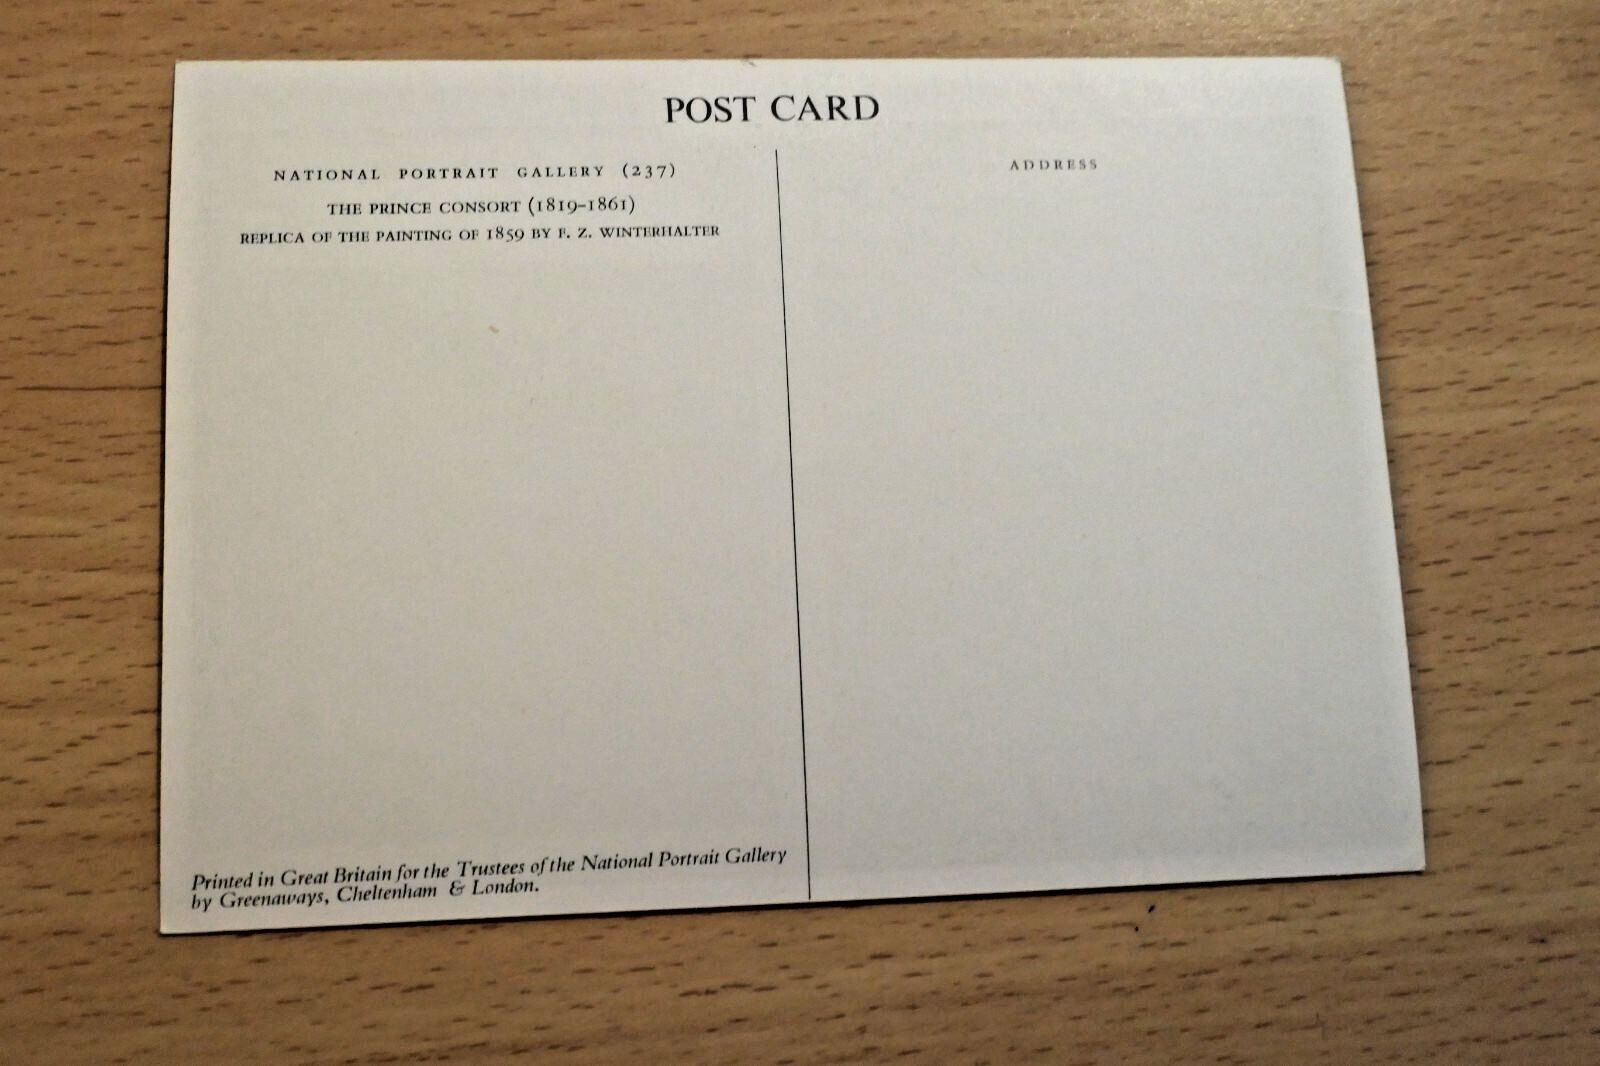 POST CARD
NATIONAL PORTRAIT GALLERY (237)
THE PRINCE CONSORT (1819–1861)
REPLICA OF THE PAINTING OF 1859 BY F. Z. WINTERHALTER
ADDRESS
Printed in Great Britain for the Trustees of the National Portrait Gallery
by Greenaways, Cheltenham & London.